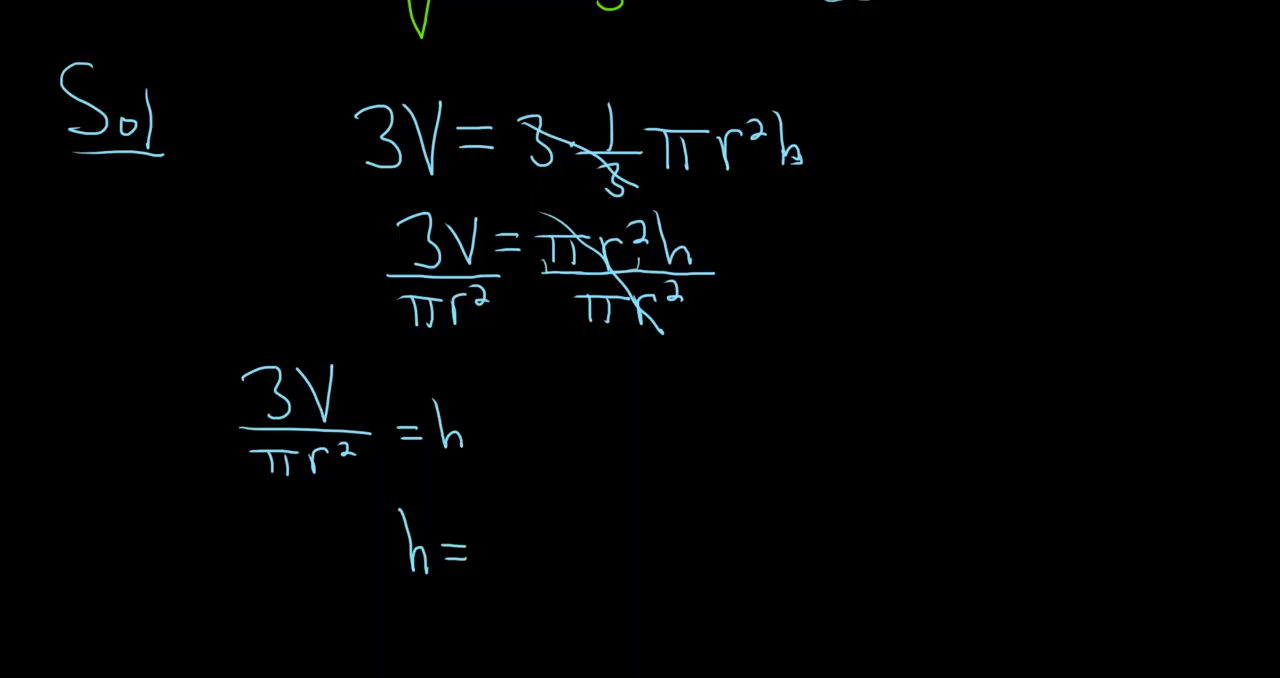 Sol
3V = 3·1/3 πr²h
3V/πr² = πr²h/πr²
3V/πr² = h
h =